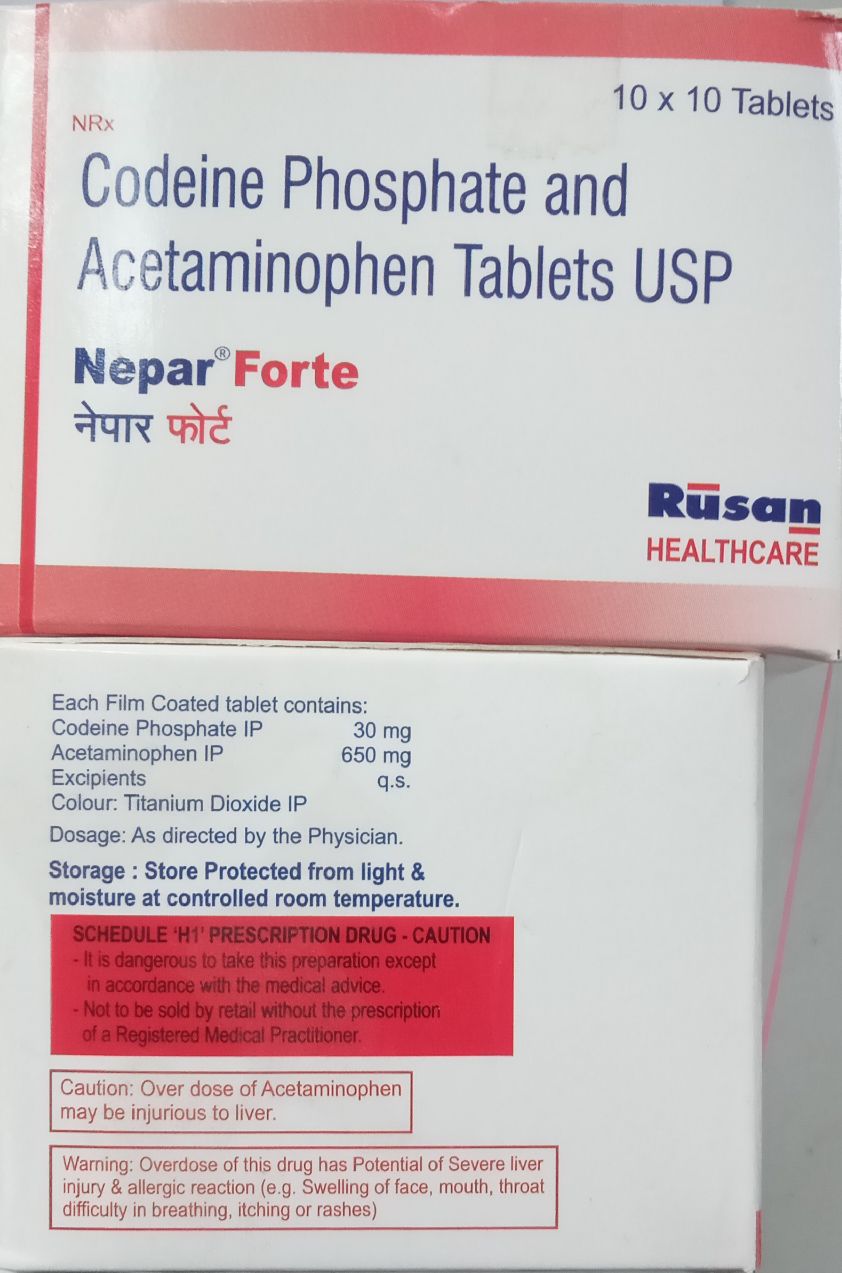 10 x 10 Tablets
NRx
Codeine Phosphate and
Acetaminophen Tablets USP
Nepar® Forte
नेपार फोर्ट
Rusan
HEALTHCARE
Each Film Coated tablet contains:
Codeine Phosphate IP 30 mg
Acetaminophen IP 650 mg
Excipients q.s.
Colour: Titanium Dioxide IP
Dosage: As directed by the Physician.
Storage : Store Protected from light &
moisture at controlled room temperature.
SCHEDULE ‘H1’ PRESCRIPTION DRUG - CAUTION
- It is dangerous to take this preparation except
in accordance with the medical advice.
- Not to be sold by retail without the prescription
of a Registered Medical Practitioner.
Caution: Over dose of Acetaminophen
may be injurious to liver.
Warning: Overdose of this drug has Potential of Severe liver
injury & allergic reaction (e.g. Swelling of face, mouth, throat
difficulty in breathing, itching or rashes)